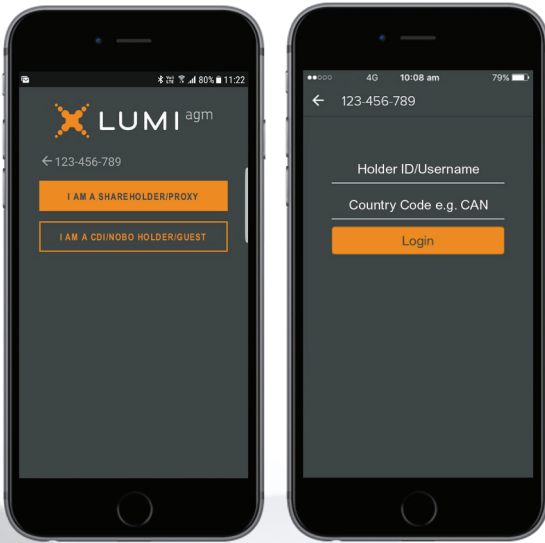 80% 11:22
LUMI agm
←123-456-789
I AM A SHAREHOLDER/PROXY
I AM A CDI/NOBO HOLDER/GUEST
4G 10:08 am 79%
← 123-456-789
Holder ID/Username
Country Code e.g. CAN
Login